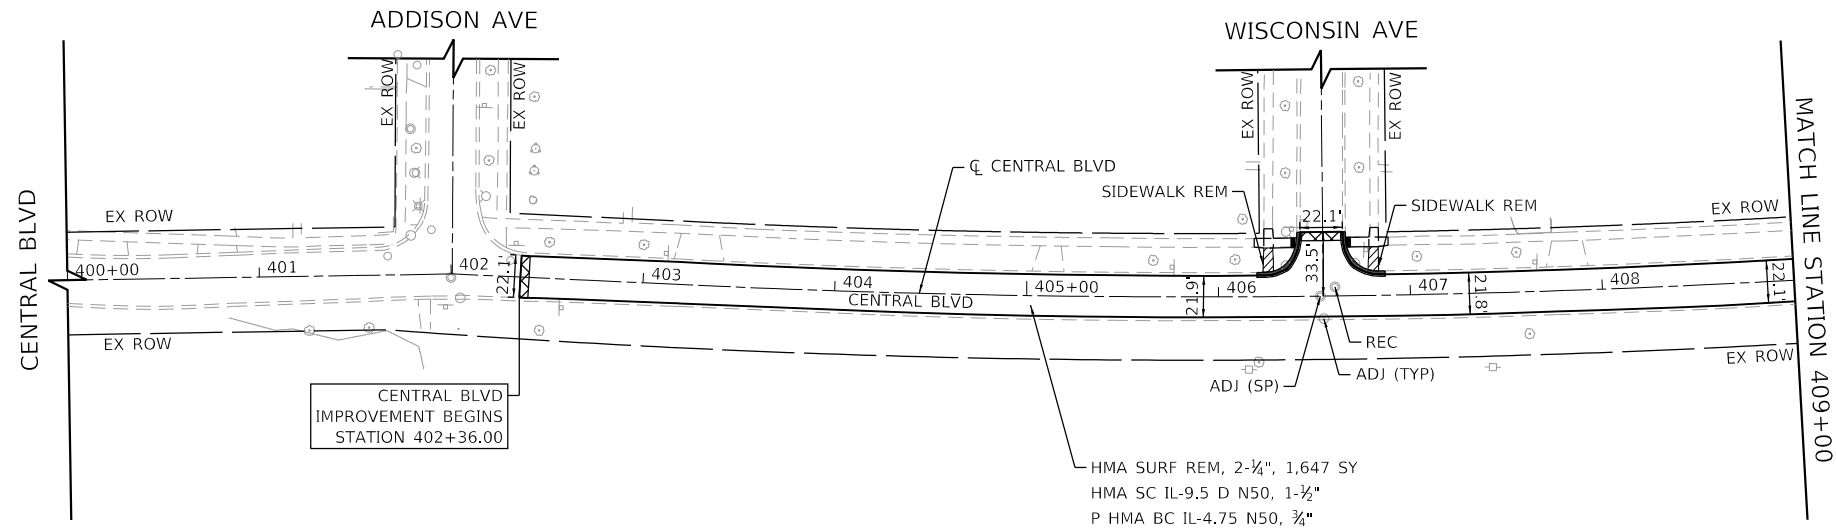 ADDISON AVE
WISCONSIN AVE
EX ROW
EX ROW
EX ROW
EX ROW
MATCH LINE STATION 409+00
CENTRAL BLVD
℄ CENTRAL BLVD
SIDEWALK REM
SIDEWALK REM
EX ROW
EX ROW
22.1'
33.5'
400+00
401
402
403
404
405+00
406
407
408
22.1'
CENTRAL BLVD
21.9'
21.8'
22.1'
EX ROW
EX ROW
REC
ADJ (TYP)
ADJ (SP)
CENTRAL BLVD
IMPROVEMENT BEGINS
STATION 402+36.00
HMA SURF REM, 2-¼", 1,647 SY
HMA SC IL-9.5 D N50, 1-½"
P HMA BC IL-4.75 N50, ¾"